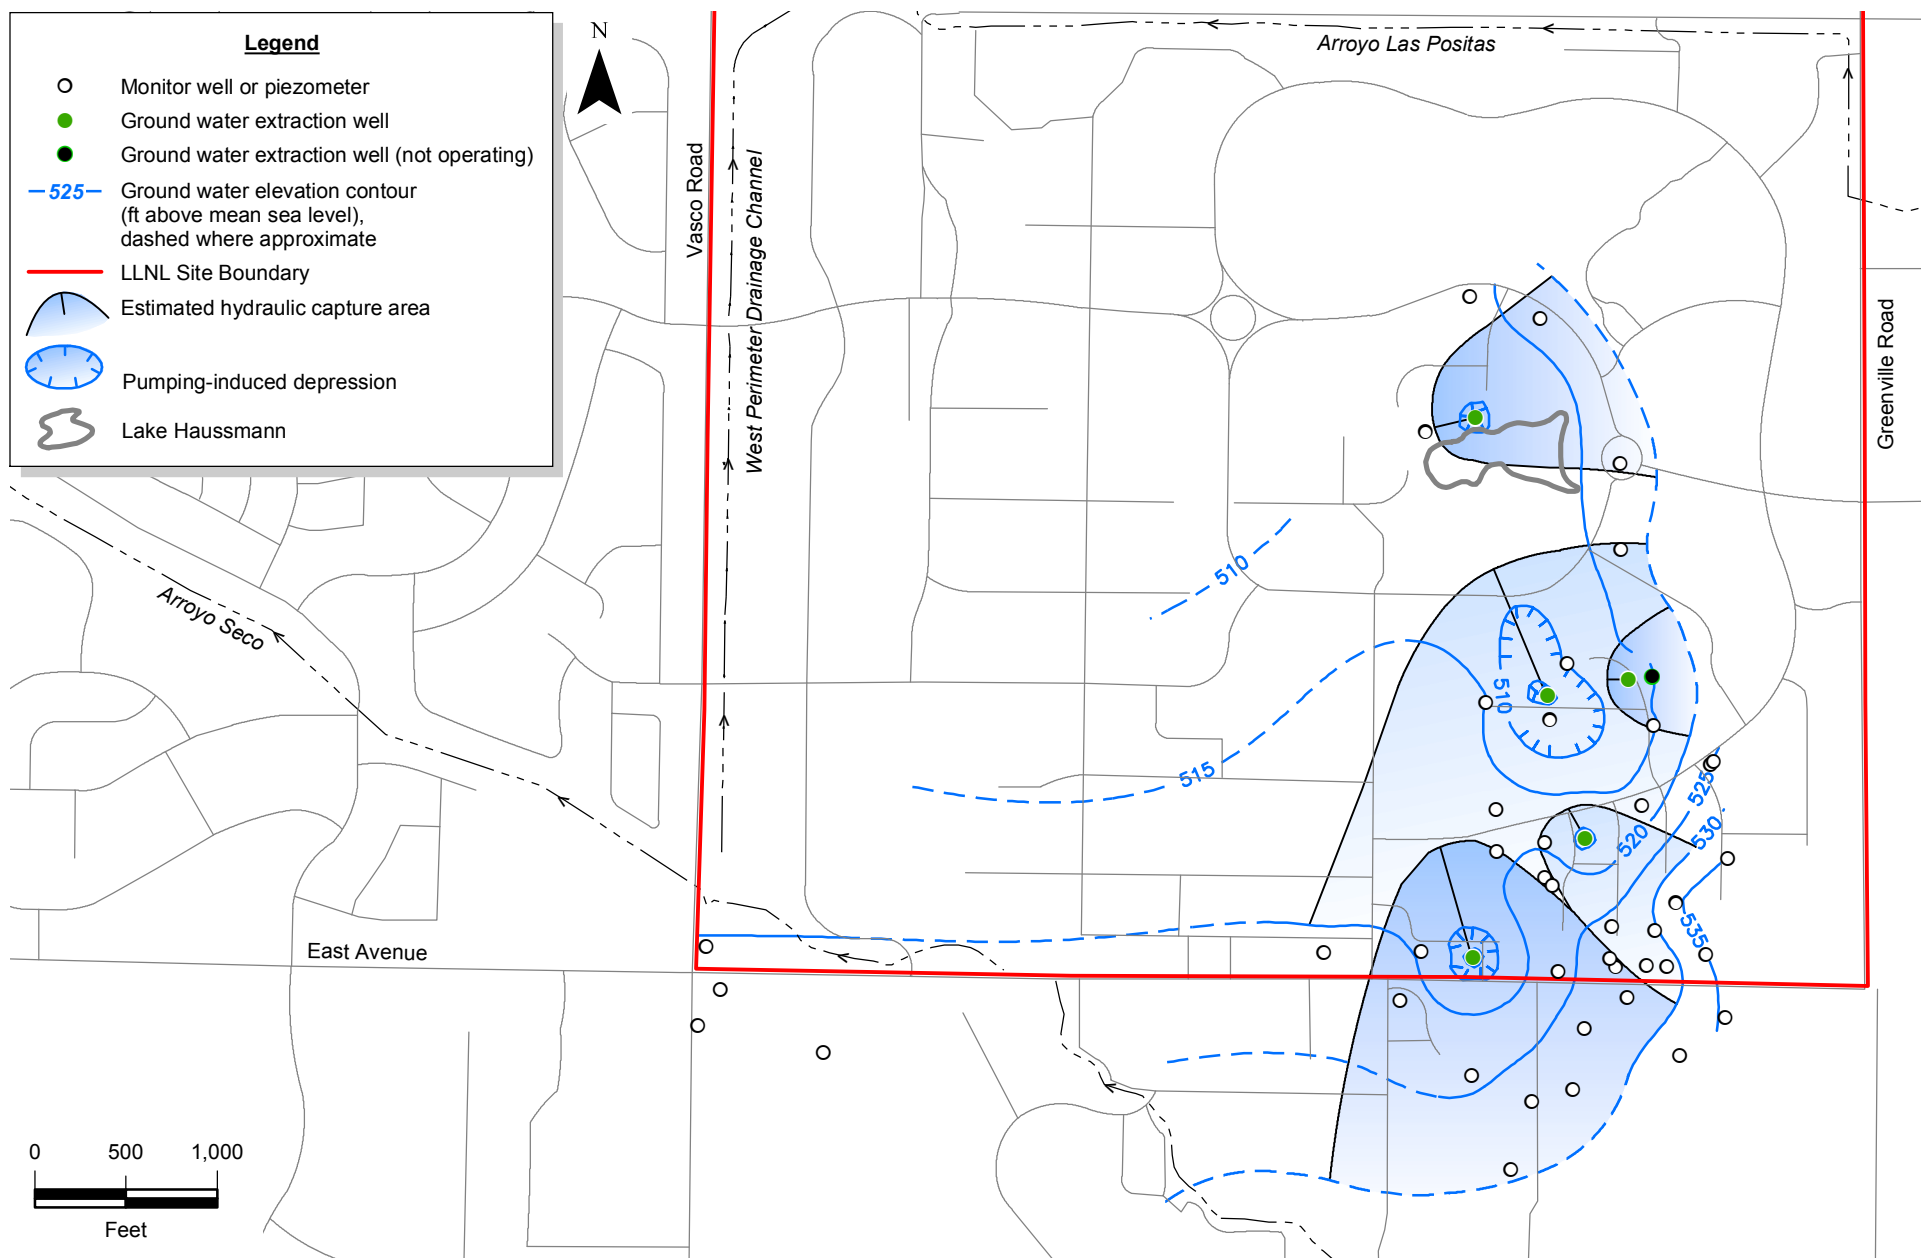 Legend
Monitor well or piezometer
Ground water extraction well
Ground water extraction well (not operating)
525
Ground water elevation contour
(ft above mean sea level),
dashed where approximate
LLNL Site Boundary
Estimated hydraulic capture area
Pumping-induced depression
Lake Haussmann
N
Arroyo Las Positas
Vasco Road
West Perimeter Drainage Channel
Greenville Road
Arroyo Seco
510
510
515
525
520
530
535
East Avenue
0 500 1,000
Feet